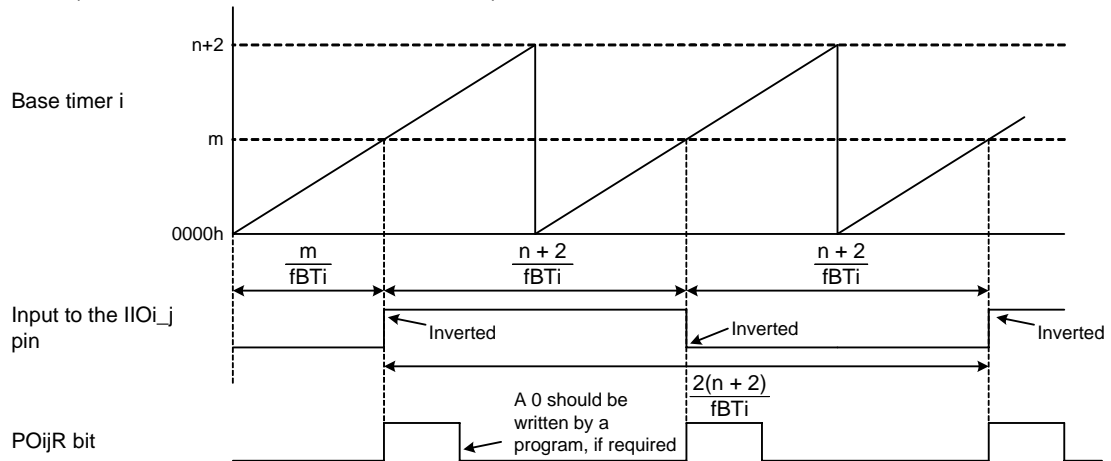 n+2
Base timer i
m
0000h
m
fBTi
n + 2
fBTi
n + 2
fBTi
Input to the IIOi_j
pin
Inverted
Inverted
Inverted
2(n + 2)
fBTi
A 0 should be
written by a
program, if required
POijR bit